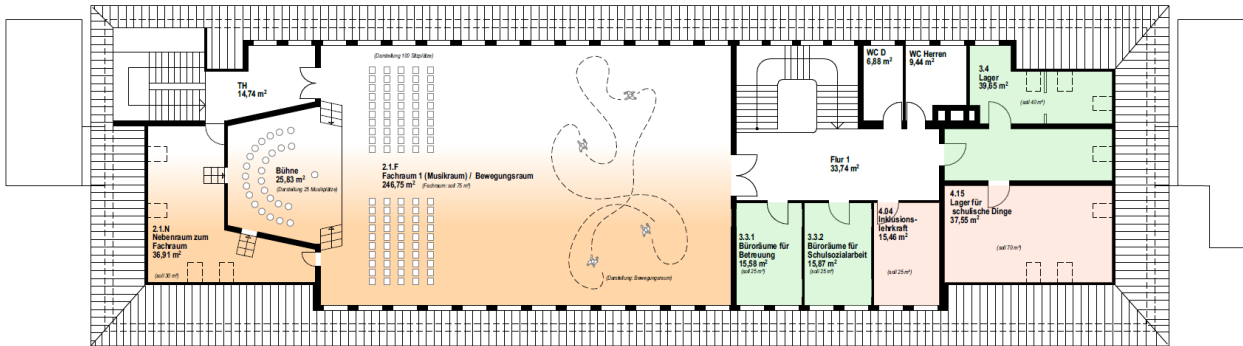 TH
14,74 m²
(Darstellung 100 Sitzplätze)
WC D
6,88 m²
WC Herren
9,44 m²
3.4
Lager
39,65 m²
(soll 40 m²)
Bühne
25,83 m²
(Darstellung 25 Musikplätze)
2.1.F
Fachraum 1 (Musikraum) / Bewegungsraum
246,75 m² (Fachraum: soll 75 m²)
Flur 1
33,74 m²
2.1.N
Nebenraum zum
Fachraum
36,91 m²
(soll 30 m²)
(Darstellung: Bewegungsraum)
3.3.1
Büroräume für
Betreuung
15,58 m²
(soll 25 m²)
3.3.2
Büroräume für
Schulsozialarbeit
15,87 m²
(soll 25 m²)
4.04
Inklusions-
lehrkraft
15,46 m²
(soll 25 m²)
4.15
Lager für
schulische Dinge
37,55 m²
(soll 70 m²)